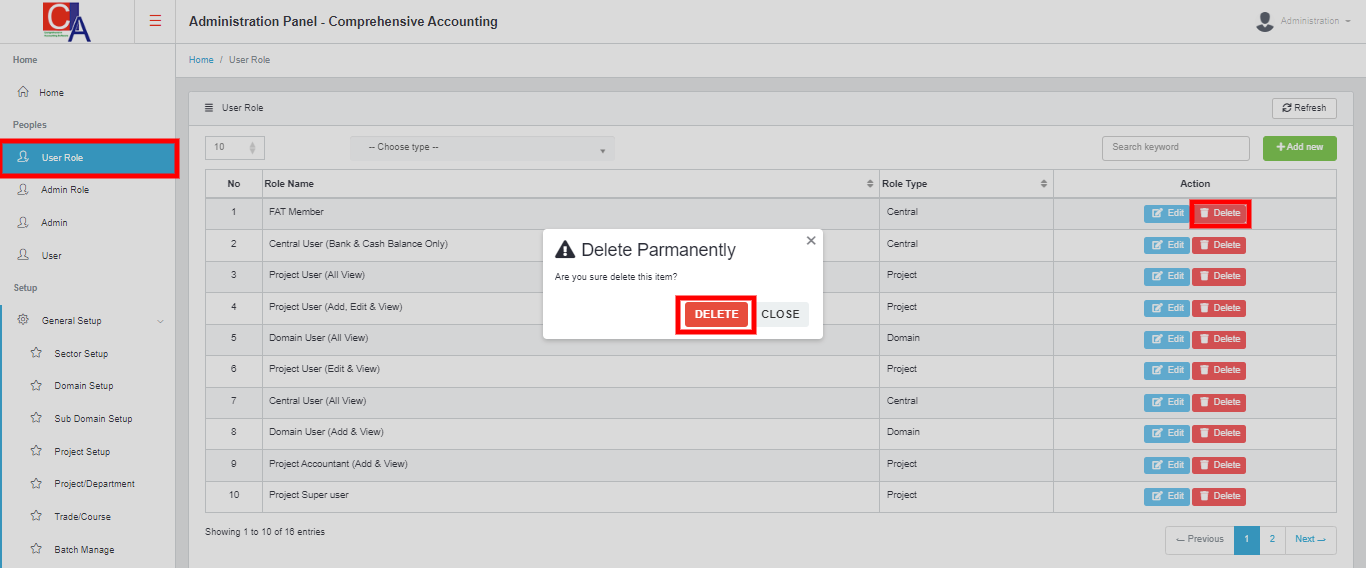 CA
Administration Panel - Comprehensive Accounting
Administration
Home
Home
Peoples
User Role
Admin Role
Admin
User
Setup
General Setup
Sector Setup
Domain Setup
Sub Domain Setup
Project Setup
Project/Department
Trade/Course
Batch Manage
Home / User Role
User Role
Refresh
10
-- Choose type --
Search keyword
+ Add new
No Role Name Role Type Action
1 FAT Member Central Edit Delete
2 Central User (Bank & Cash Balance Only) Central Edit Delete
3 Project User (All View) Project Edit Delete
4 Project User (Add, Edit & View) Project Edit Delete
5 Domain User (All View) Domain Edit Delete
6 Project User (Edit & View) Project Edit Delete
7 Central User (All View) Central Edit Delete
8 Domain User (Add & View) Domain Edit Delete
9 Project Accountant (Add & View) Project Edit Delete
10 Project Super user Project Edit Delete
Showing 1 to 10 of 16 entries
Previous 1 2 Next
Delete Parmanently
×
Are you sure delete this item?
DELETE CLOSE